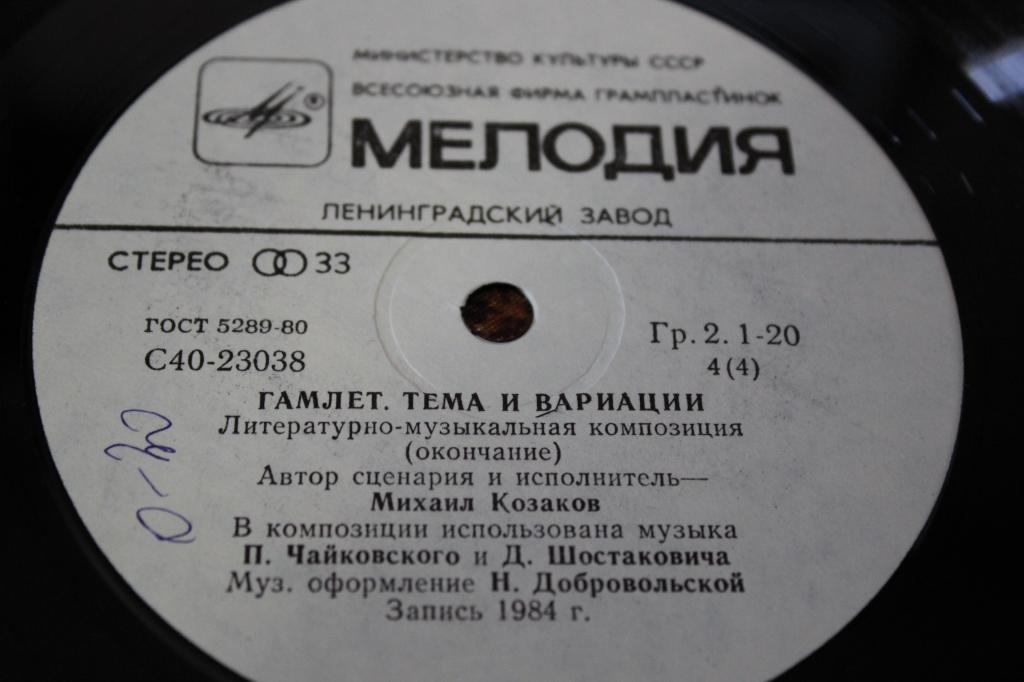 МИНИСТЕРСТВО КУЛЬТУРЫ СССР
ВСЕСОЮЗНАЯ ФИРМА ГРАМПЛАСТИНОК
МЕЛОДИЯ
ЛЕНИНГРАДСКИЙ ЗАВОД
СТЕРЕО 33
ГОСТ 5289-80
С40-23038
Гр. 2. 1-20
4(4)
ГАМЛЕТ. ТЕМА И ВАРИАЦИИ
Литературно-музыкальная композиция
(окончание)
Автор сценария и исполнитель—
Михаил Козаков
В композиции использована музыка
П. Чайковского и Д. Шостаковича
Муз. оформление Н. Добровольской
Запись 1984 г.